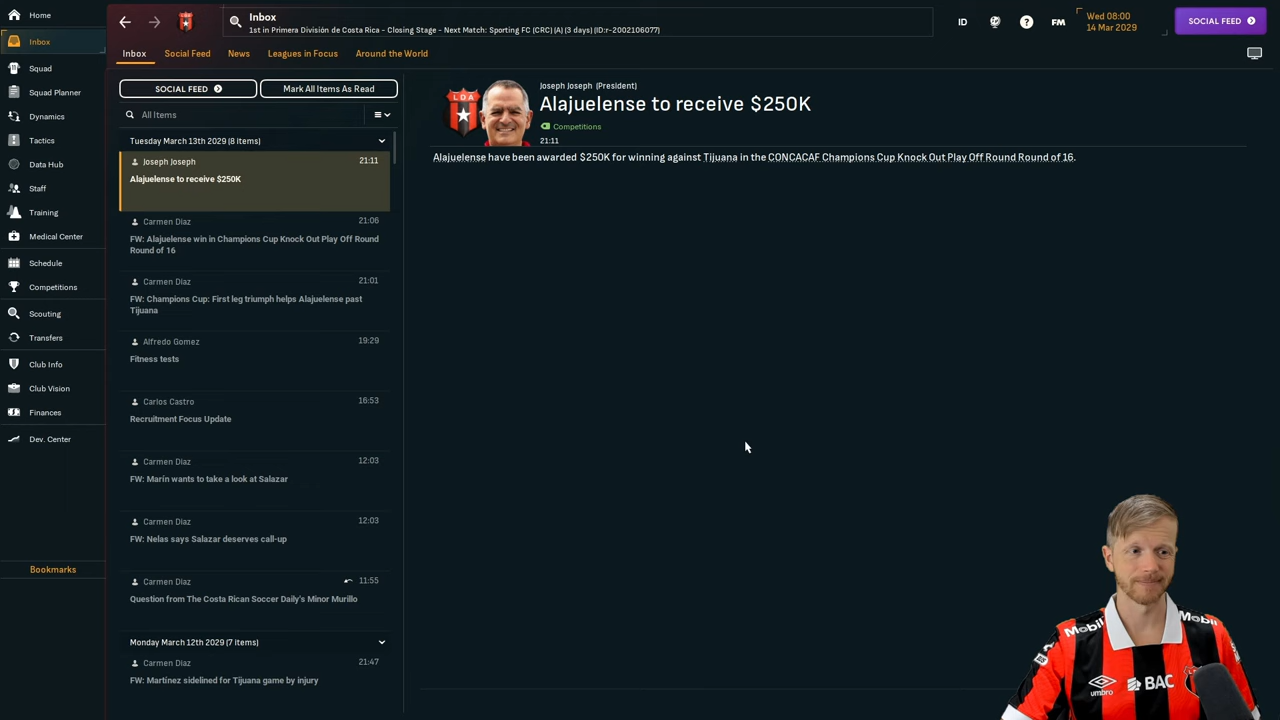 Home
Inbox
1st in Primera División de Costa Rica - Closing Stage - Next Match: Sporting FC (CRC) (A) (3 days) (ID:r-2002106077)
ID
FM
Wed 08:00
14 Mar 2029
SOCIAL FEED
Inbox
Squad
Squad Planner
Dynamics
Tactics
Data Hub
Staff
Training
Medical Center
Schedule
Competitions
Scouting
Transfers
Club Info
Club Vision
Finances
Dev. Center
Bookmarks
Inbox
Social Feed
News
Leagues in Focus
Around the World
SOCIAL FEED
Mark All Items As Read
All Items
Tuesday March 13th 2029 (8 items)
Joseph Joseph 21:11
Alajuelense to receive $250K
Carmen Diaz 21:06
FW: Alajuelense win in Champions Cup Knock Out Play Off Round
Round of 16
Carmen Diaz 21:01
FW: Champions Cup: First leg triumph helps Alajuelense past
Tijuana
Alfredo Gomez 19:29
Fitness tests
Carlos Castro 16:53
Recruitment Focus Update
Carmen Diaz 12:03
FW: Marín wants to take a look at Salazar
Carmen Diaz 12:03
FW: Nelas says Salazar deserves call-up
Carmen Diaz 11:55
Question from The Costa Rican Soccer Daily's Minor Murillo
Monday March 12th 2029 (7 items)
Carmen Diaz 21:47
FW: Martínez sidelined for Tijuana game by injury
LDA
Joseph Joseph (President)
Alajuelense to receive $250K
Competitions
21:11
Alajuelense have been awarded $250K for winning against Tijuana in the CONCACAF Champions Cup Knock Out Play Off Round Round of 16.
Mobil
Mobil
umbro
BAC